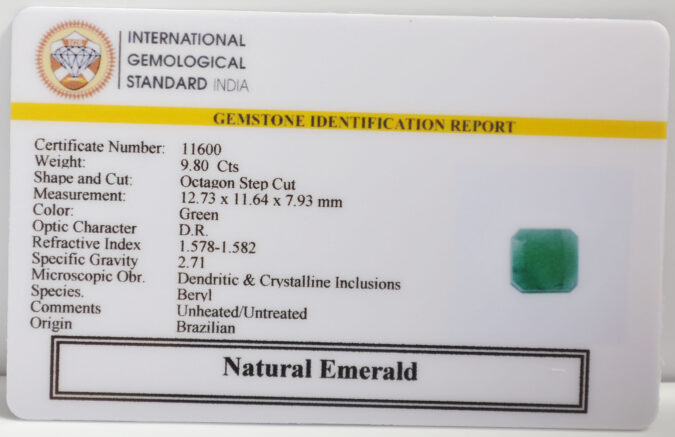 INTERNATIONAL
GEMOLOGICAL
STANDARD INDIA
GEMSTONE IDENTIFICATION REPORT
Certificate Number: 11600
Weight: 9.80 Cts
Shape and Cut: Octagon Step Cut
Measurement: 12.73 x 11.64 x 7.93 mm
Color: Green
Optic Character D.R.
Refractive Index 1.578-1.582
Specific Gravity 2.71
Microscopic Obr. Dendritic & Crystalline Inclusions
Species. Beryl
Comments Unheated/Untreated
Origin Brazilian
Natural Emerald